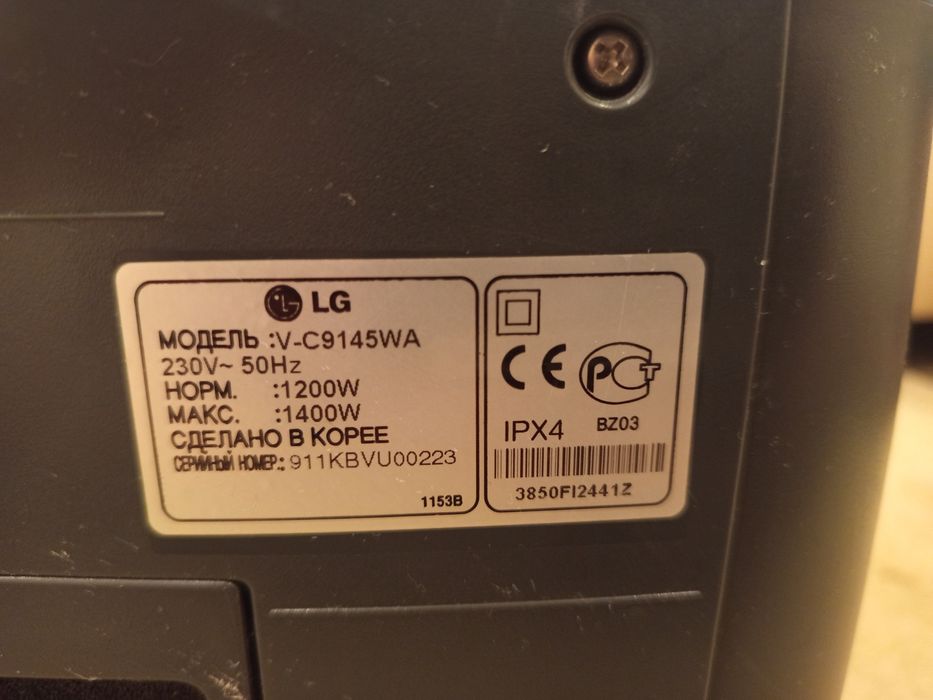 LG
МОДЕЛЬ :V-C9145WA
230V~ 50Hz
НОРМ. :1200W
МАКС. :1400W
СДЕЛАНО В КОРЕЕ
СЕРИЙНЫЙ НОМЕР.: 911KBVU00223
1153B
CE PCT
IPX4 BZ03
3850FI2441Z